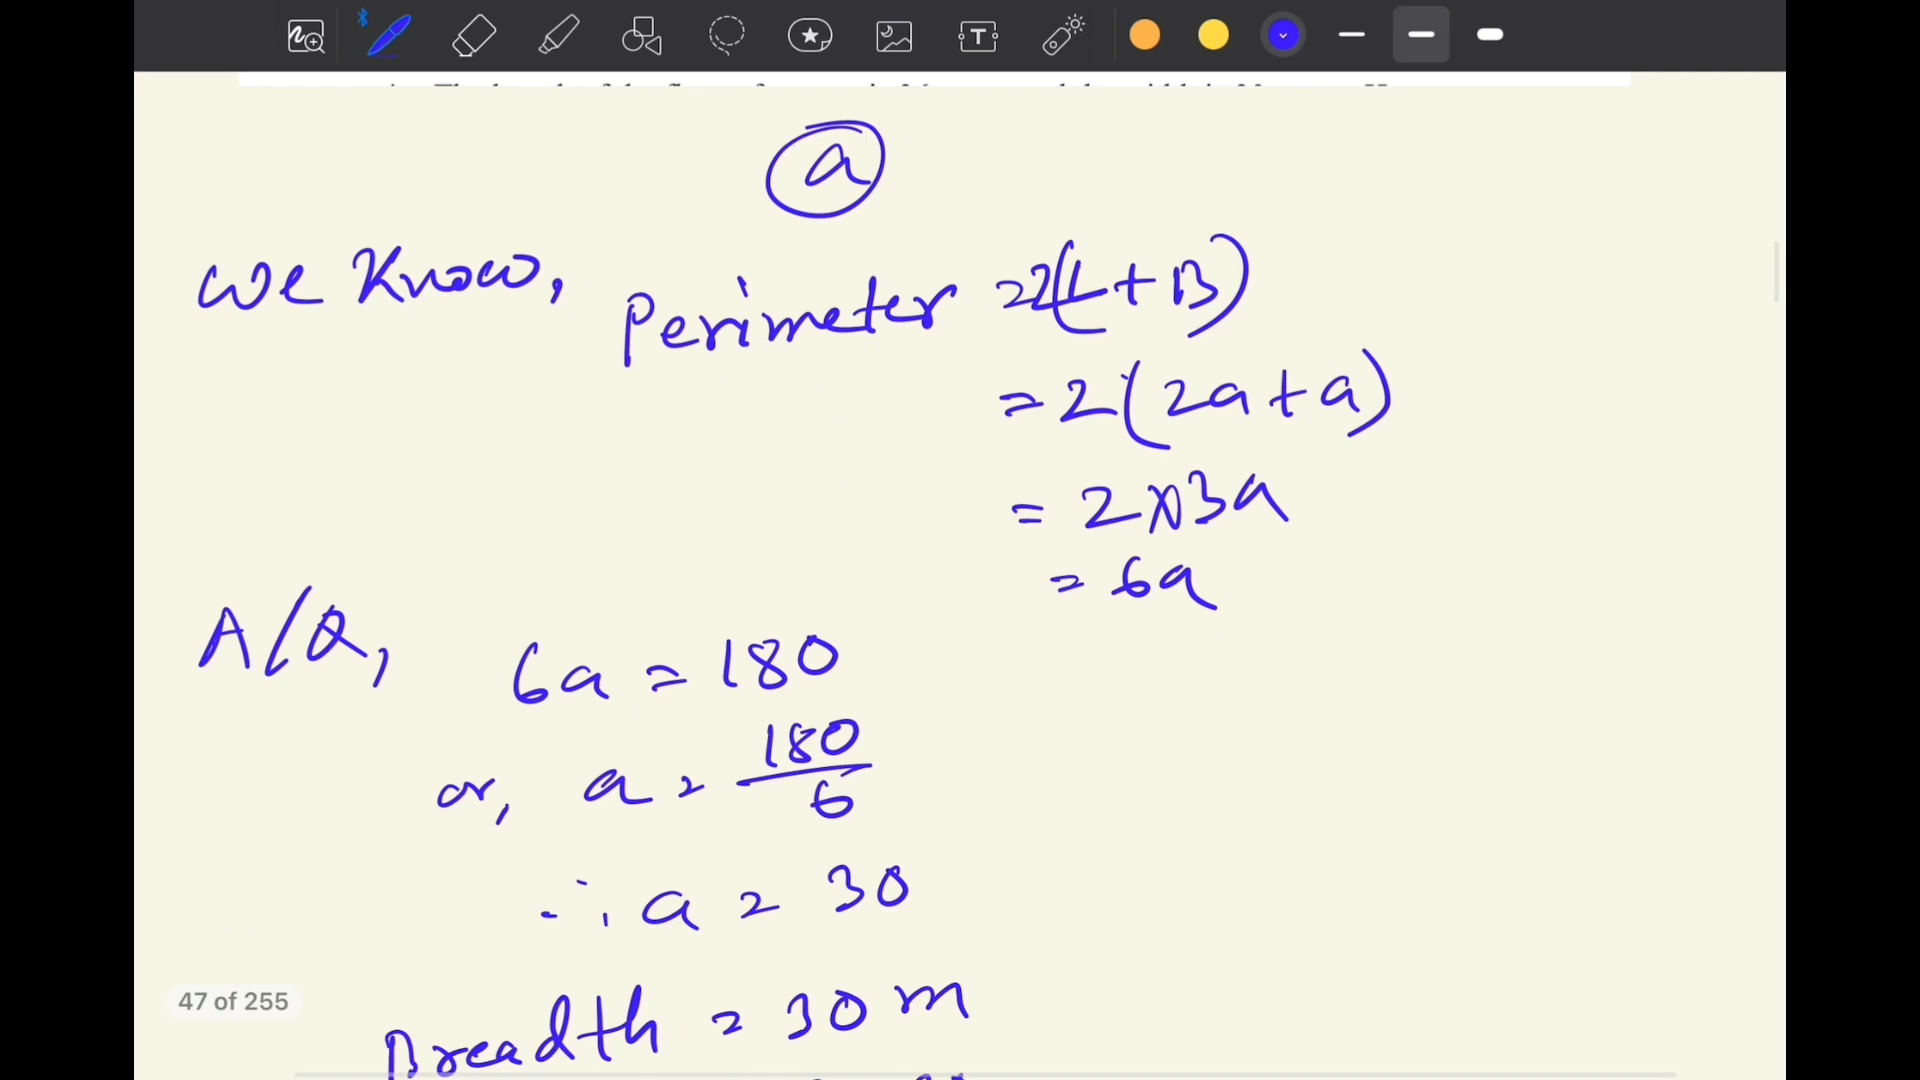 a
We Know, Perimeter = 2(L+B)
= 2(2a+a)
= 2×3a
= 6a
A/Q, 6a = 180
or, a = 180/6
∴ a = 30
47 of 255
Breadth = 30 m